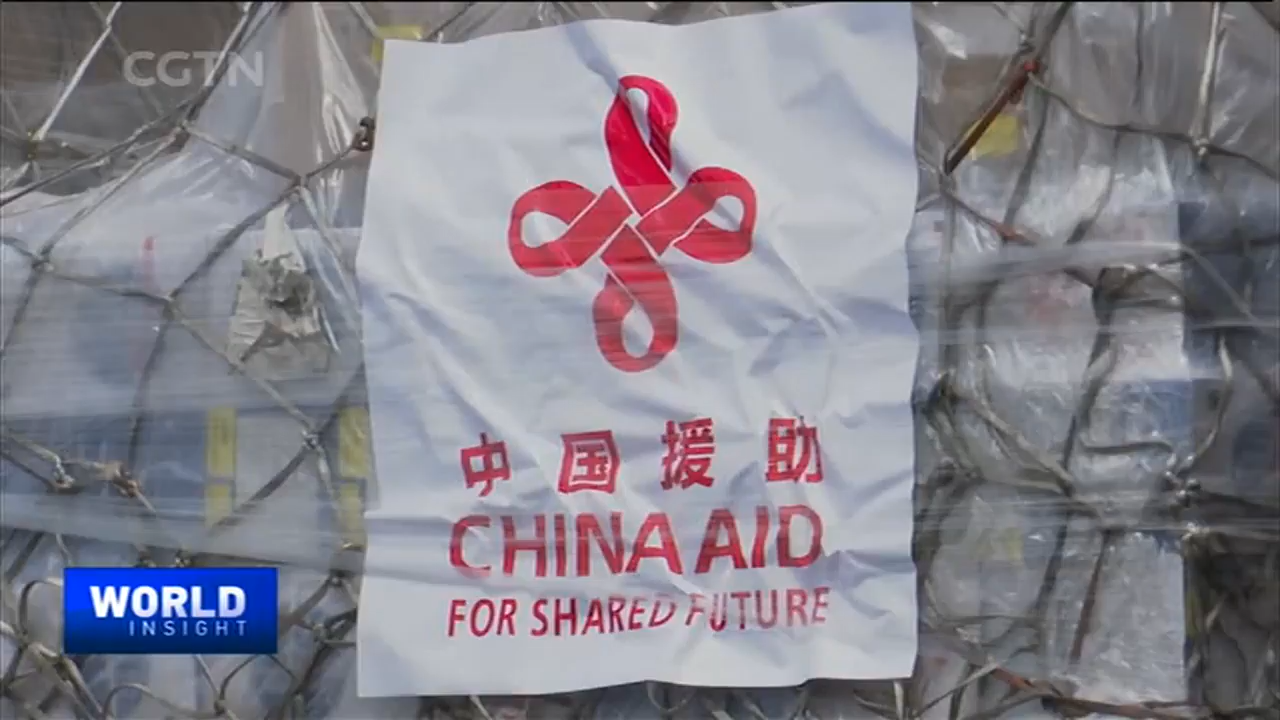 CGTN
中国援助
CHINA AID
FOR SHARED FUTURE
WORLD
INSIGHT